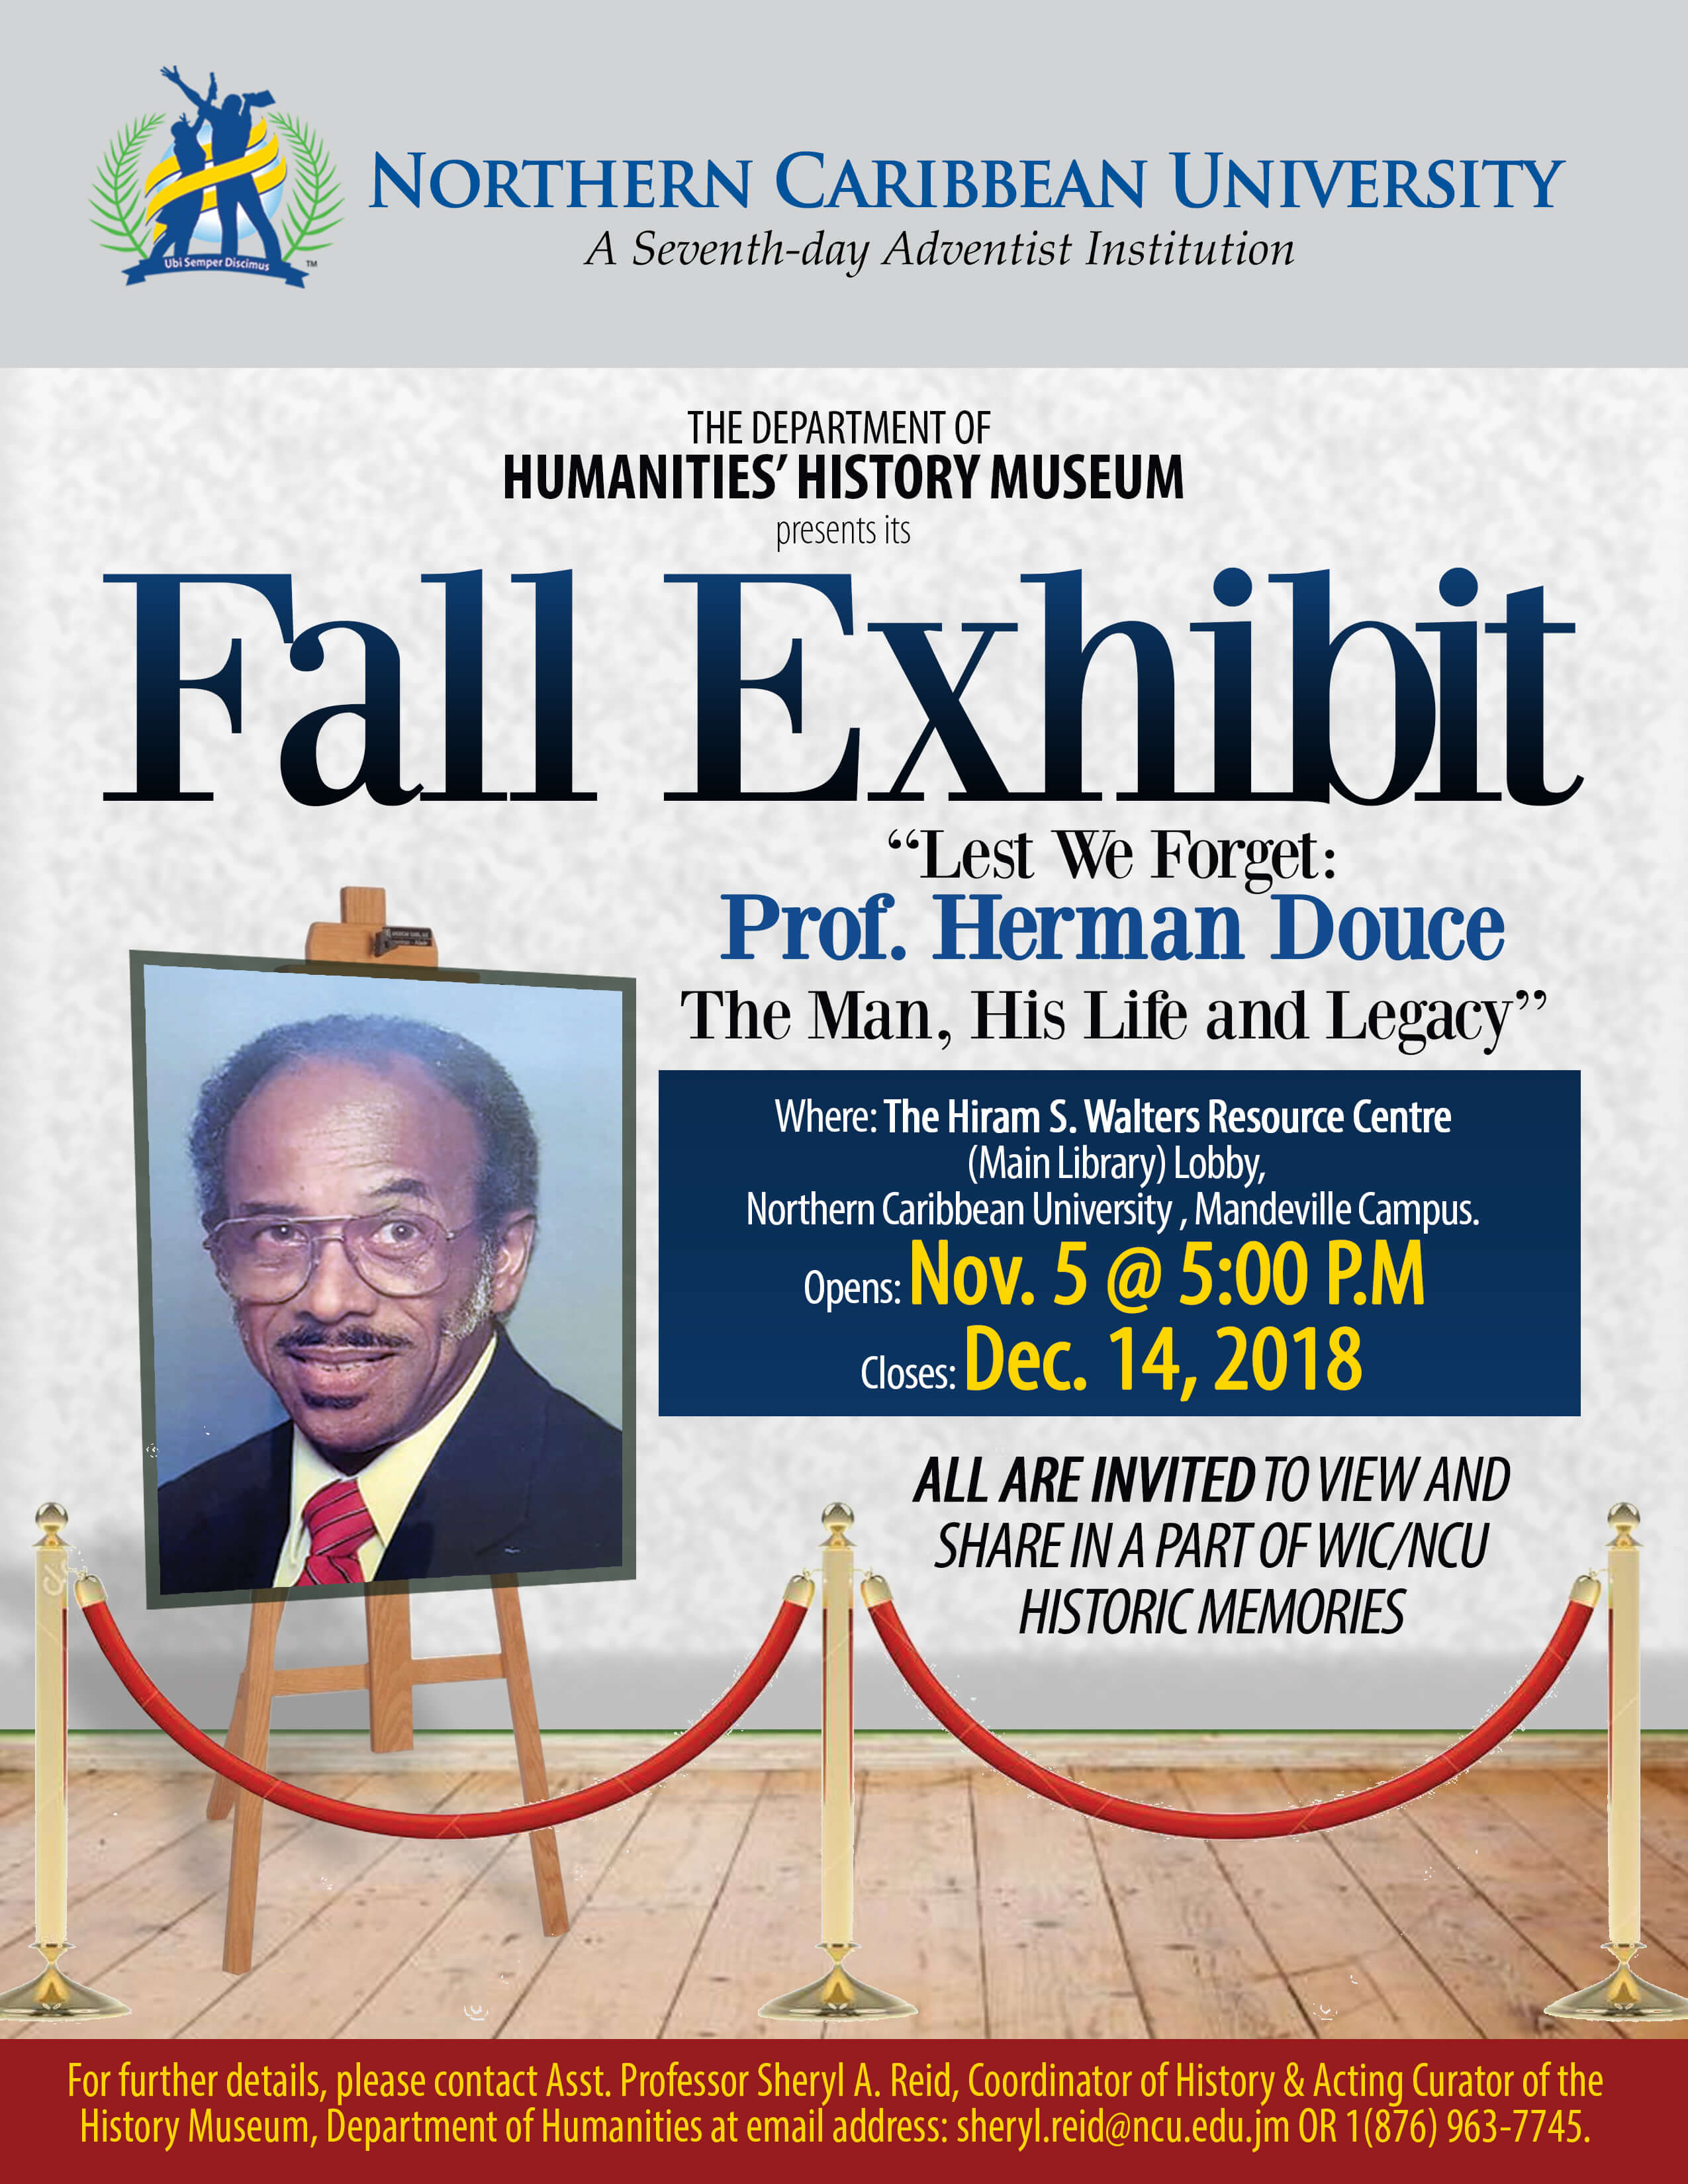 Ubi Semper Discimus
TM
NORTHERN CARIBBEAN UNIVERSITY
A Seventh-day Adventist Institution
THE DEPARTMENT OF
HUMANITIES’ HISTORY MUSEUM
presents its
Fall Exhibit
“Lest We Forget:
Prof. Herman Douce
The Man, His Life and Legacy”
Where: The Hiram S. Walters Resource Centre
(Main Library) Lobby,
Northern Caribbean University , Mandeville Campus.
Opens: Nov. 5 @ 5:00 P.M
Closes: Dec. 14, 2018
ALL ARE INVITED TO VIEW AND
SHARE IN A PART OF WIC/NCU
HISTORIC MEMORIES
For further details, please contact Asst. Professor Sheryl A. Reid, Coordinator of History & Acting Curator of the
History Museum, Department of Humanities at email address: sheryl.reid@ncu.edu.jm OR 1(876) 963-7745.